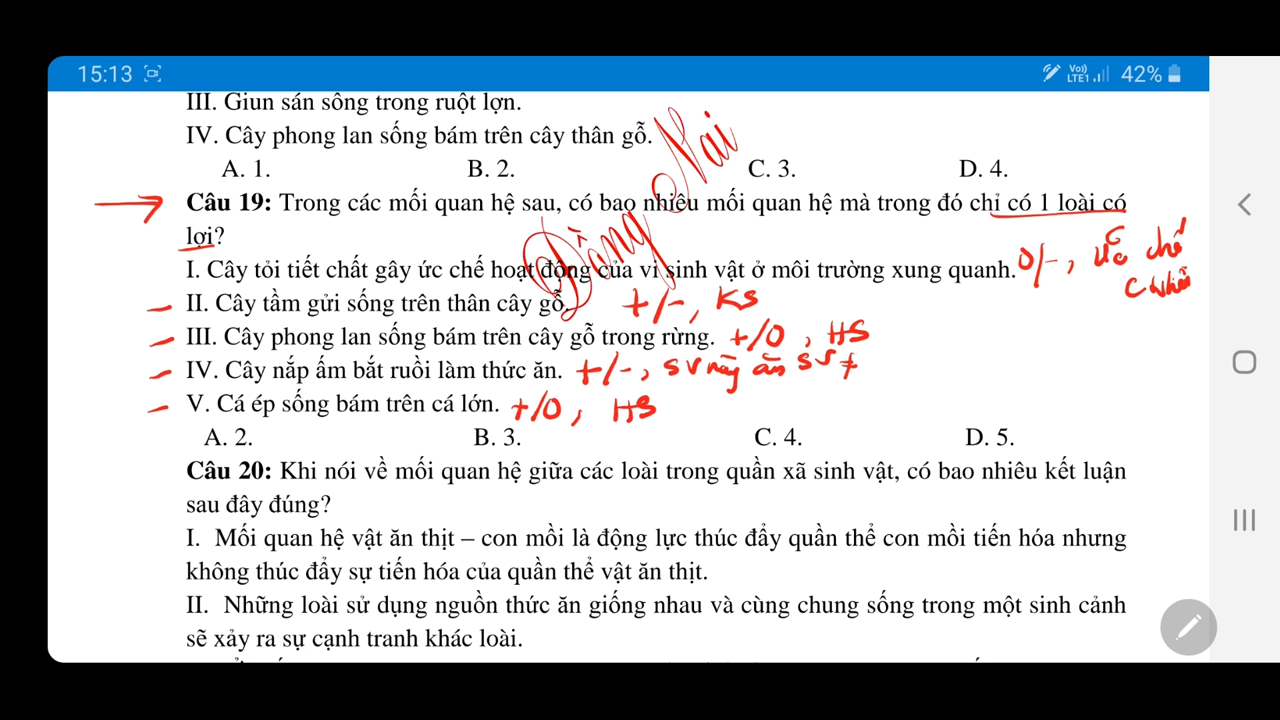 15:13 Vo) LTE1 42%
III. Giun sán sông trong ruột lợn.
IV. Cây phong lan sống bám trên cây thân gỗ.
A. 1. B. 2. C. 3. D. 4.
Câu 19: Trong các mối quan hệ sau, có bao nhiêu mối quan hệ mà trong đó chỉ có 1 loài có
lợi?
I. Cây tỏi tiết chất gây ức chế hoạt động của vi sinh vật ở môi trường xung quanh. 0/-, ức chế
C nhiễm
II. Cây tầm gửi sống trên thân cây gỗ. +/-, KS
III. Cây phong lan sống bám trên cây gỗ trong rừng. +/0, HS
IV. Cây nắp ấm bắt ruồi làm thức ăn. +/-, SV này ăn SV ≠
V. Cá ép sống bám trên cá lớn. +/0, HS
Đồng Nai
A. 2. B. 3. C. 4. D. 5.
Câu 20: Khi nói về mối quan hệ giữa các loài trong quần xã sinh vật, có bao nhiêu kết luận
sau đây đúng?
I. Mối quan hệ vật ăn thịt – con mồi là động lực thúc đẩy quần thể con mồi tiến hóa nhưng
không thúc đẩy sự tiến hóa của quần thể vật ăn thịt.
II. Những loài sử dụng nguồn thức ăn giống nhau và cùng chung sống trong một sinh cảnh
sẽ xảy ra sự cạnh tranh khác loài.